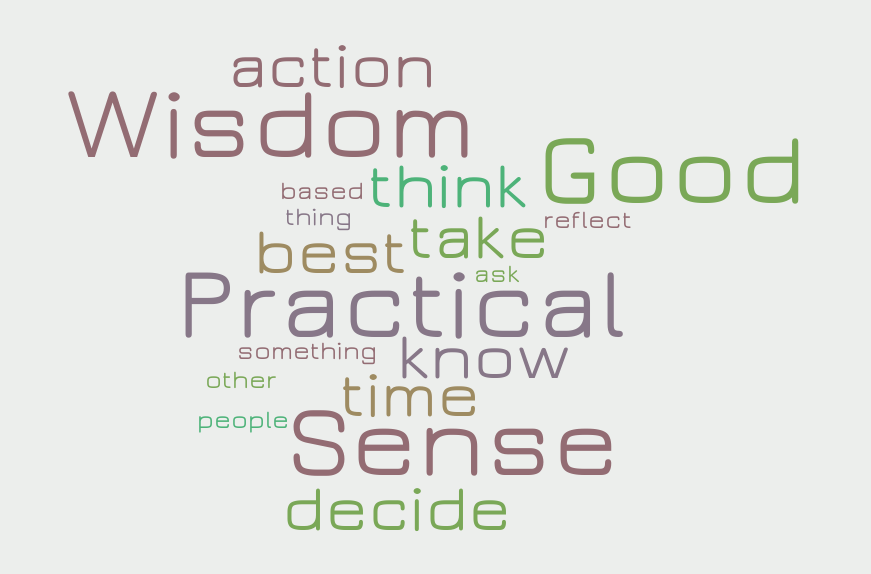 action
Wisdom
Good
think
based
thing
reflect
take
best
ask
Practical
something
know
other
time
people
Sense
decide